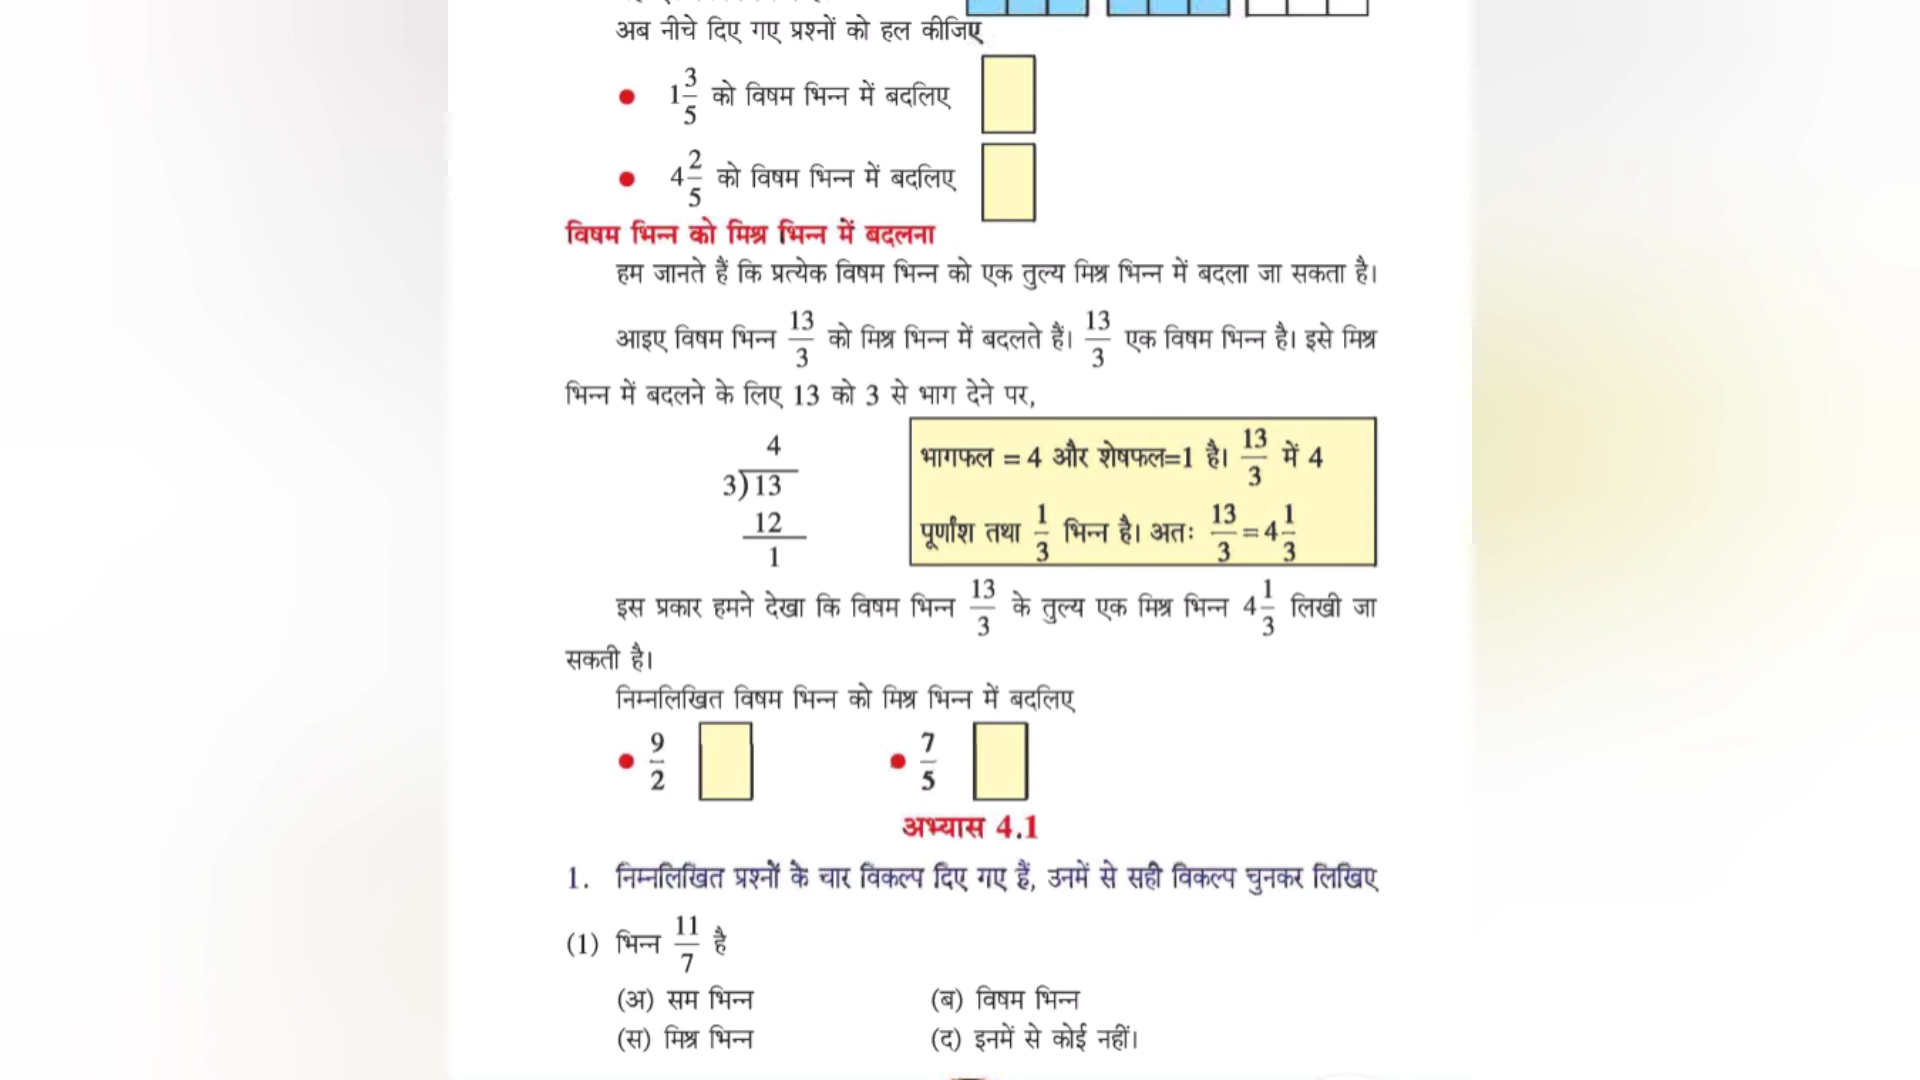 अब नीचे दिए गए प्रश्नों को हल कीजिए
• 1 3/5 को विषम भिन्न में बदलिए
• 4 2/5 को विषम भिन्न में बदलिए
विषम भिन्न को मिश्र भिन्न में बदलना
हम जानते हैं कि प्रत्येक विषम भिन्न को एक तुल्य मिश्र भिन्न में बदला जा सकता है।
आइए विषम भिन्न 13/3 को मिश्र भिन्न में बदलते हैं। 13/3 एक विषम भिन्न है। इसे मिश्र
भिन्न में बदलने के लिए 13 को 3 से भाग देने पर,
4
3)13
12
1
भागफल = 4 और शेषफल=1 है। 13/3 में 4
पूर्णांश तथा 1/3 भिन्न है। अतः 13/3 = 4 1/3
इस प्रकार हमने देखा कि विषम भिन्न 13/3 के तुल्य एक मिश्र भिन्न 4 1/3 लिखी जा
सकती है।
निम्नलिखित विषम भिन्न को मिश्र भिन्न में बदलिए
• 9/2 • 7/5
अभ्यास 4.1
1. निम्नलिखित प्रश्नों के चार विकल्प दिए गए हैं, उनमें से सही विकल्प चुनकर लिखिए
(1) भिन्न 11/7 है
(अ) सम भिन्न (ब) विषम भिन्न
(स) मिश्र भिन्न (द) इनमें से कोई नहीं।